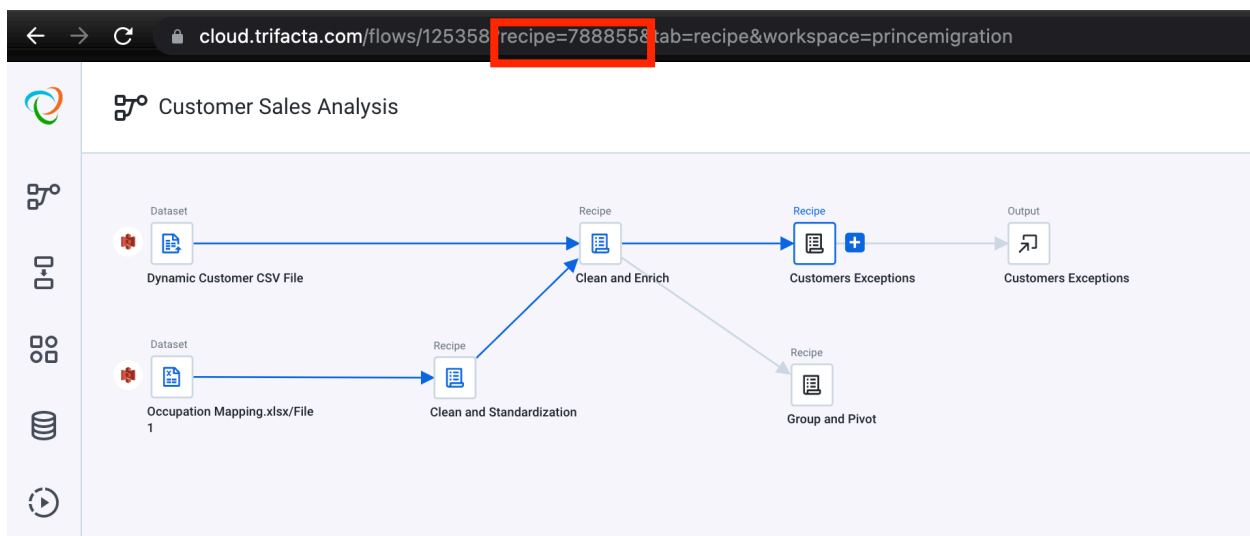 cloud.trifacta.com/flows/125358?recipe=788855&tab=recipe&workspace=princemigration
Customer Sales Analysis
Dataset
Recipe
Recipe
Output
Dynamic Customer CSV File
Clean and Enrich
Customers Exceptions
Customers Exceptions
Dataset
Recipe
Recipe
Occupation Mapping.xlsx/File
1
Clean and Standardization
Group and Pivot